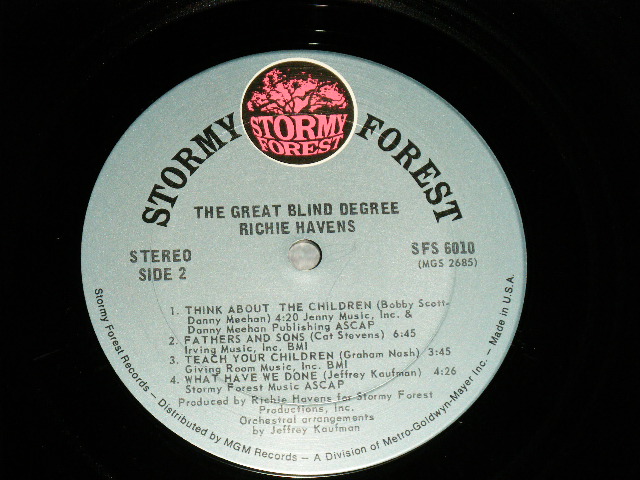 STORMY
FOREST
STORMY FOREST
THE GREAT BLIND DEGREE
RICHIE HAVENS
STEREO
SIDE 2
SFS 6010
(MGS 2685)
1. THINK ABOUT THE CHILDREN (Bobby Scott-
Danny Meehan) 4:20 Jenny Music, Inc. &
Danny Meehan Publishing ASCAP
2. FATHERS AND SONS (Cat Stevens) 6:45
Irving Music, Inc. BMI
3. TEACH YOUR CHILDREN (Graham Nash) 3:45
Giving Room Music, Inc. BMI
4. WHAT HAVE WE DONE (Jeffrey Kaufman) 4:26
Stormy Forest Music ASCAP
Produced by Richie Havens for Stormy Forest
Productions, Inc.
Orchestral arrangements
by Jeffrey Kaufman
Stormy Forest Records – Distributed by MGM Records – A Division of Metro-Goldwyn-Mayer Inc. – Made in U.S.A.